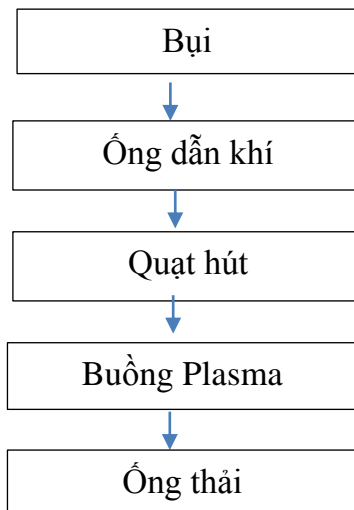 Bụi
Ống dẫn khí
Quạt hút
Buồng Plasma
Ống thải